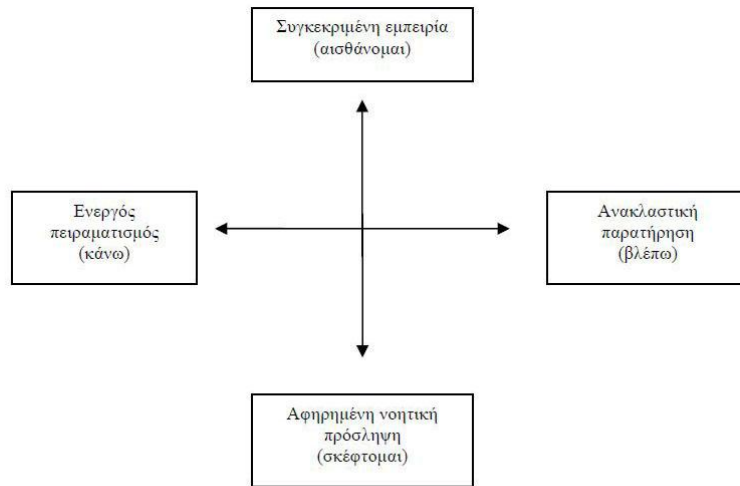 Συγκεκριμένη εμπειρία
(αισθάνομαι)
Ενεργός
πειραματισμός
(κάνω)
Ανακλαστική
παρατήρηση
(βλέπω)
Αφηρημένη νοητική
πρόσληψη
(σκέφτομαι)